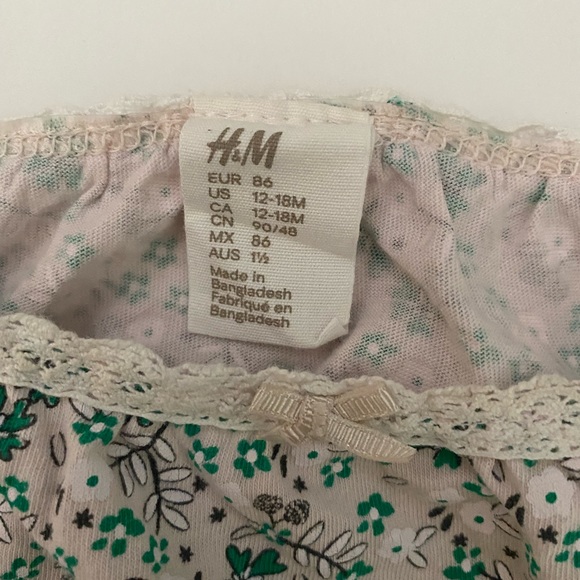 H&M
EUR 86
US 12-18M
CA 12-18M
CN 90/48
MX 86
AUS 1½
Made in
Bangladesh
Fabriqué en
Bangladesh